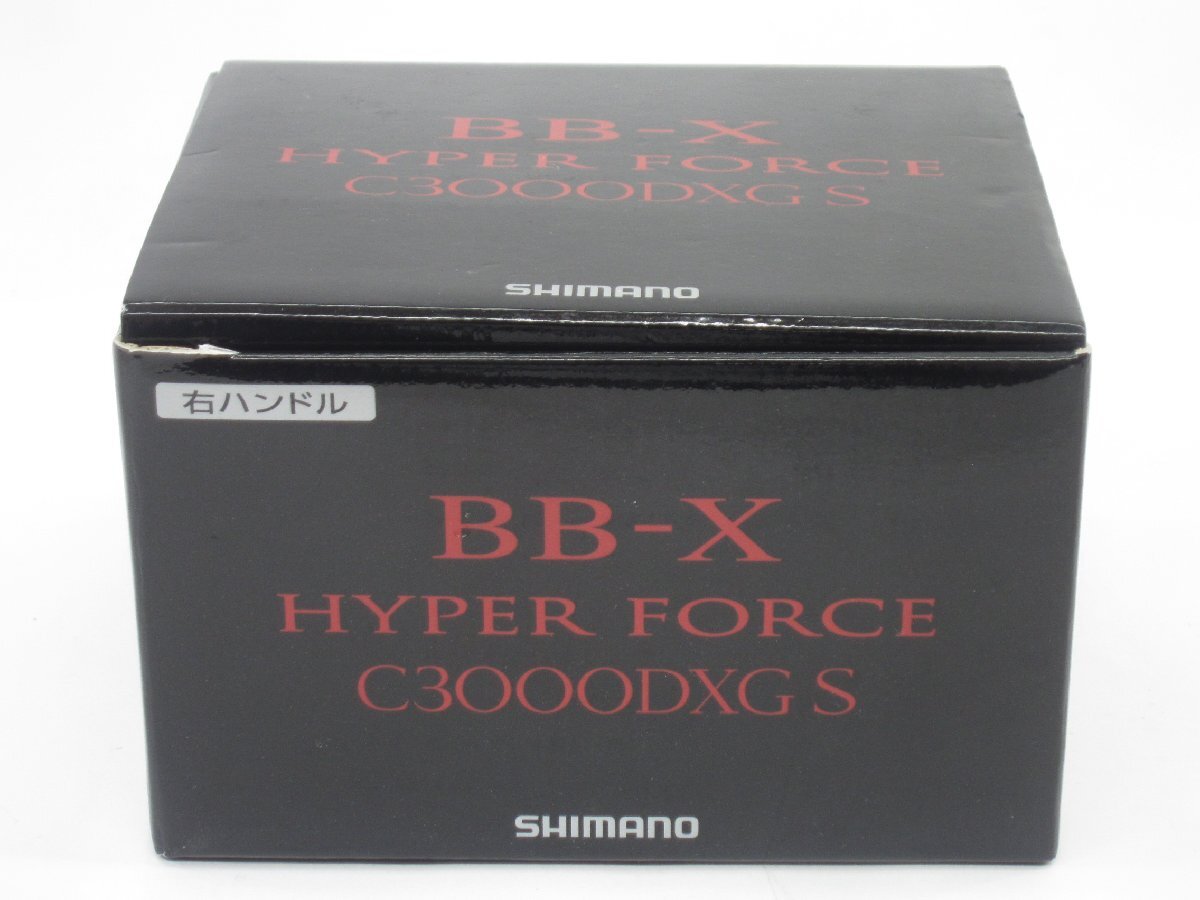 BB-X
HYPER FORCE
C3000DXG S
SHIMANO
右ハンドル
BB-X
HYPER FORCE
C3000DXG S
SHIMANO